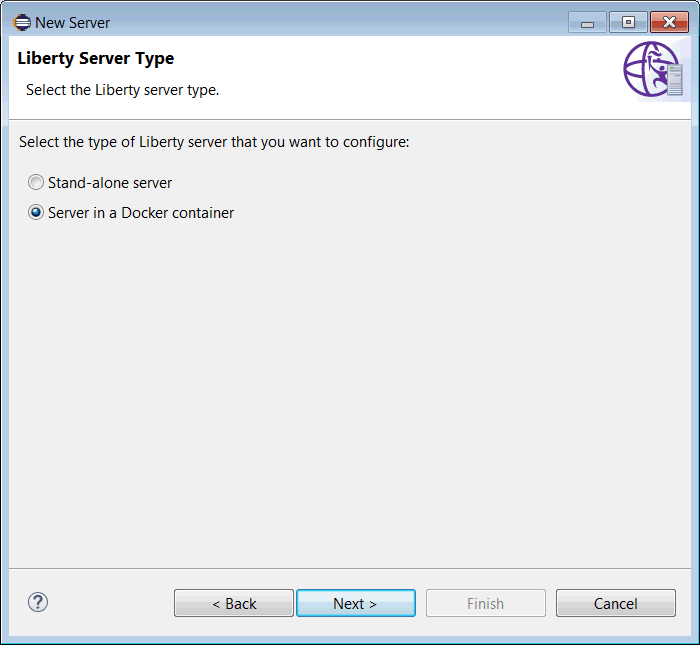 New Server
Liberty Server Type
Select the Liberty server type.
Select the type of Liberty server that you want to configure:
Stand-alone server
Server in a Docker container
?
< Back
Next >
Finish
Cancel